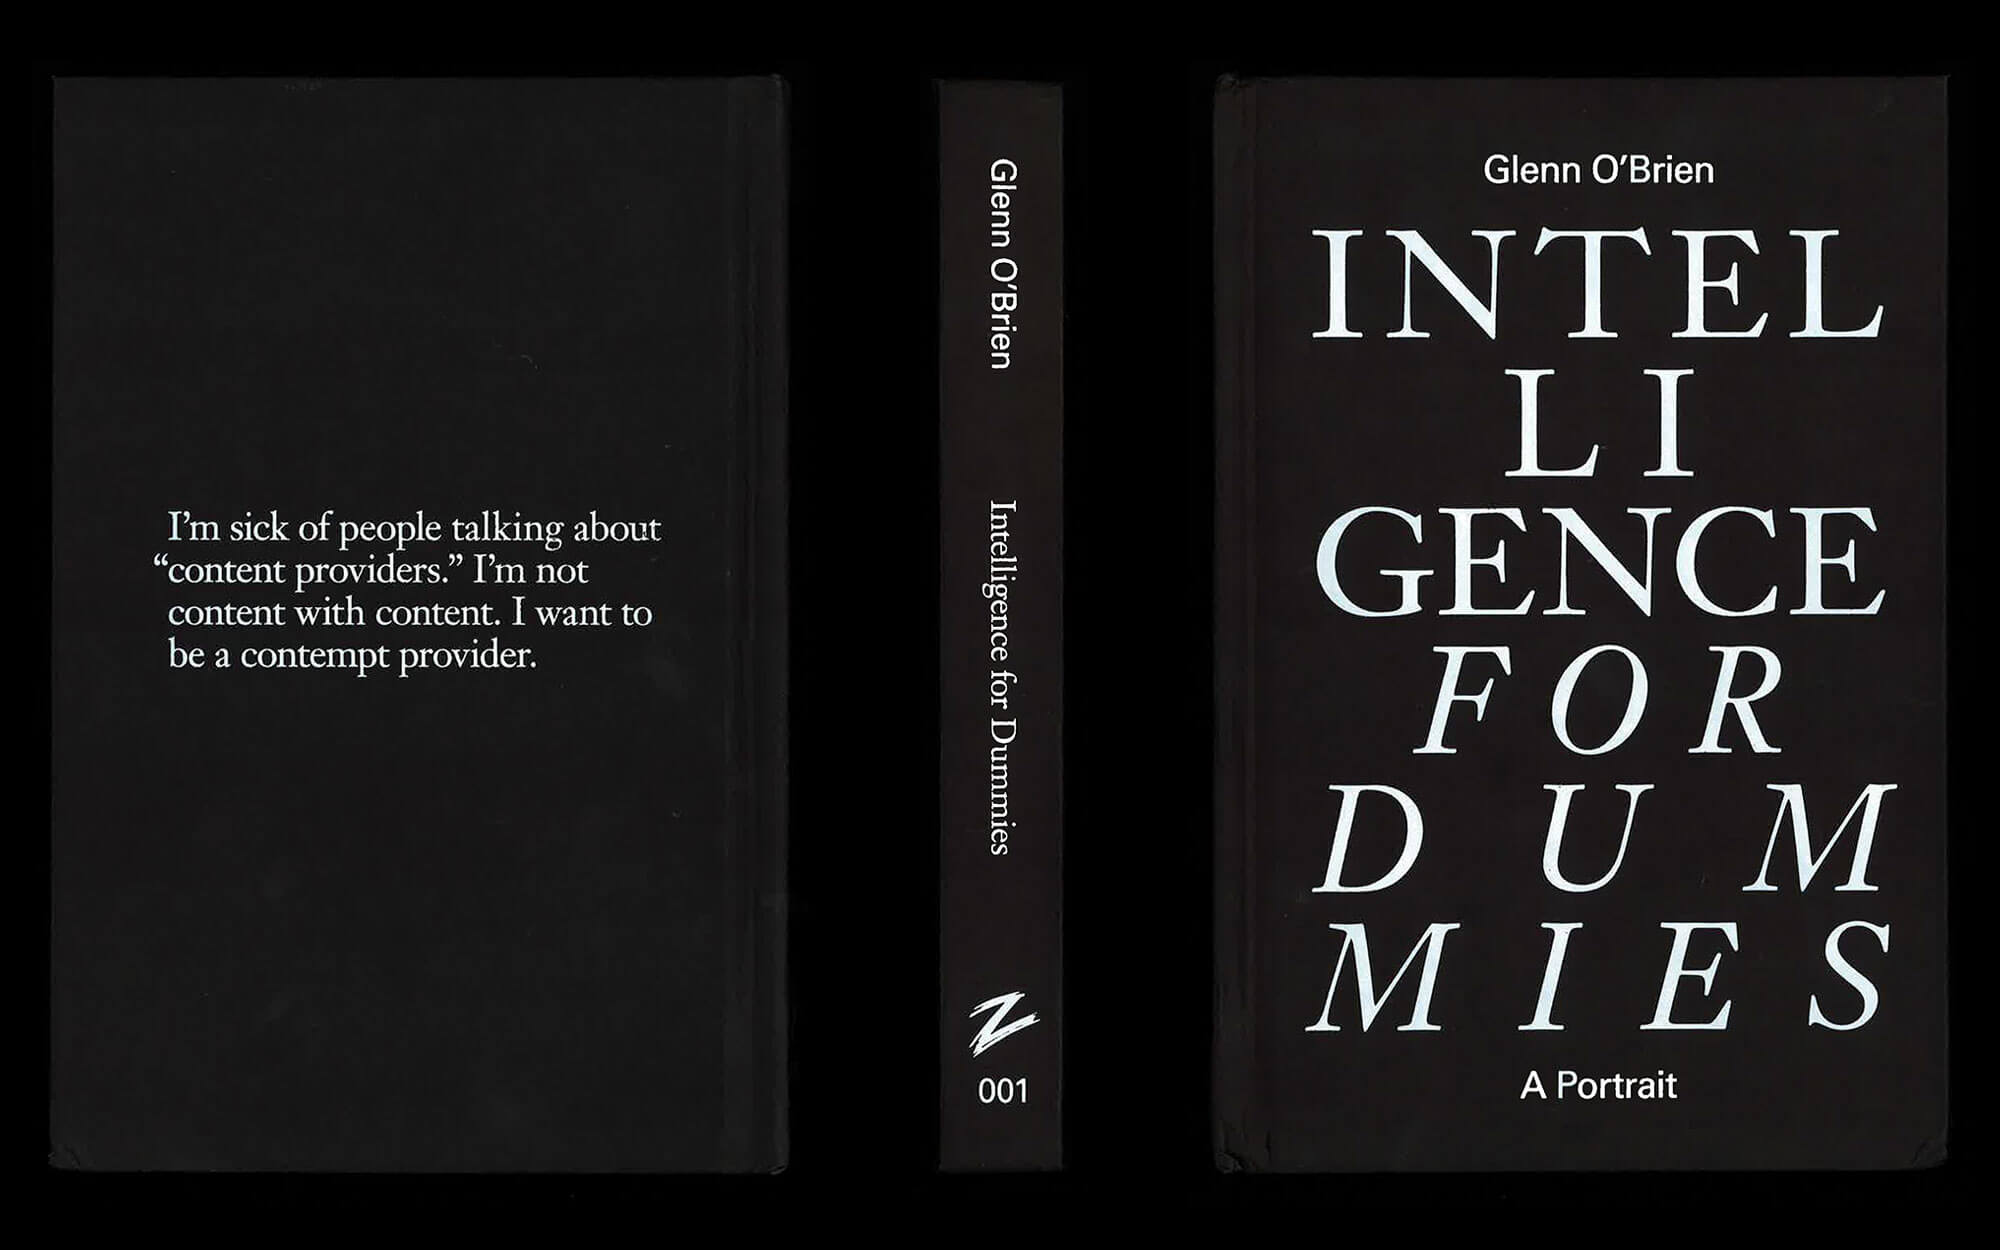 I’m sick of people talking about
“content providers.” I’m not
content with content. I want to
be a contempt provider.
Glenn O’Brien
Intelligence for Dummies
Z
001
Glenn O’Brien
INTEL
LI
GENCE
FOR
DUM
MIES
A Portrait